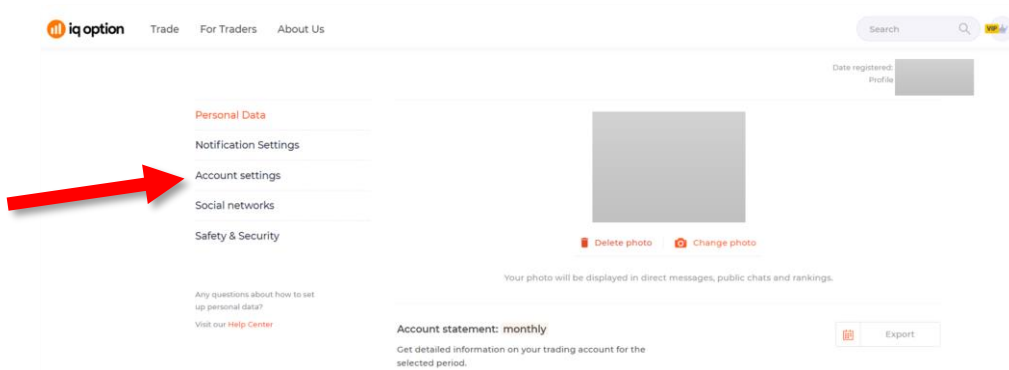 iq option
Trade For Traders About Us
Search
VIP
Date registered:
Profile
Personal Data
Notification Settings
Account settings
Social networks
Safety & Security
Delete photo
Change photo
Your photo will be displayed in direct messages, public chats and rankings.
Any questions about how to set
up personal data?
Visit our Help Center
Account statement: monthly
Get detailed information on your trading account for the
selected period.
Export